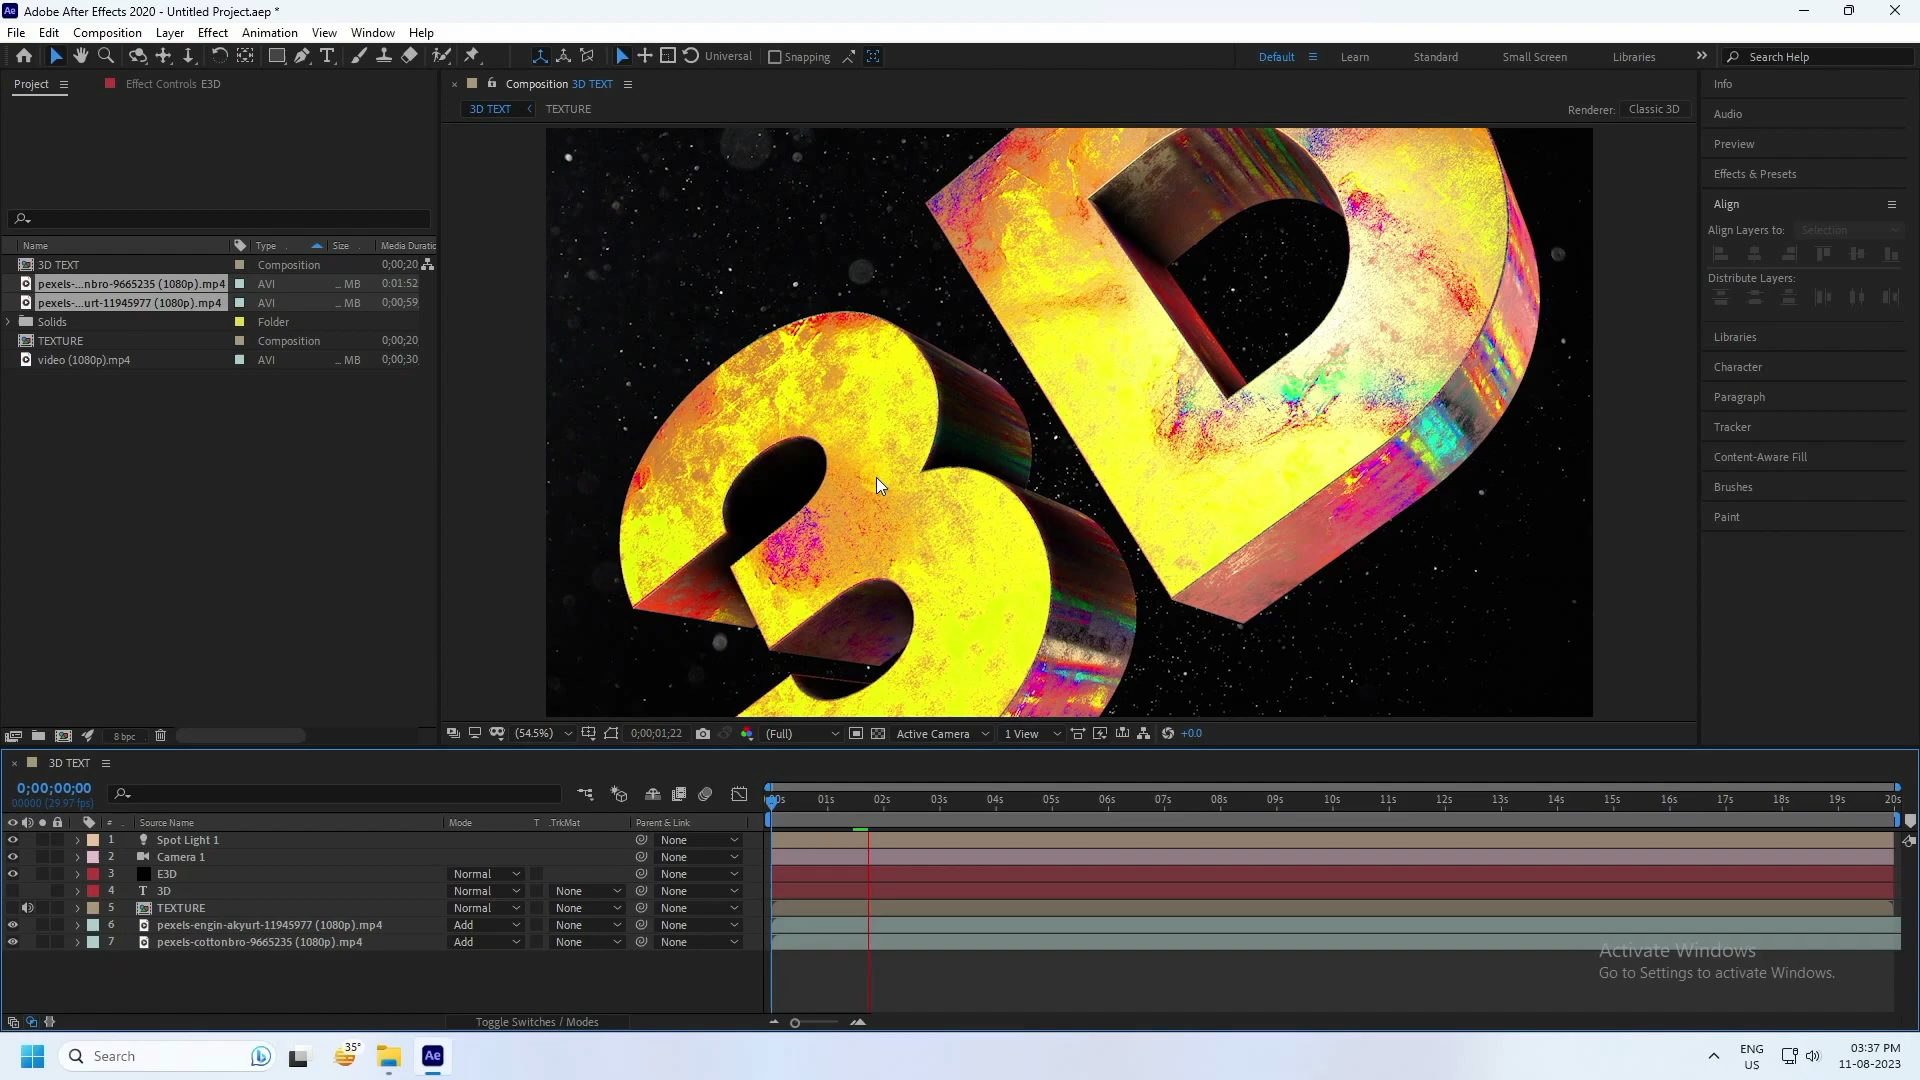 Adobe After Effects 2020 - Untitled Project.aep *
File Edit Composition Layer Effect Animation View Window Help
Universal Snapping Default Learn Standard Small Screen Libraries Search Help
Project Effect Controls E3D
Composition 3D TEXT
3D TEXT TEXTURE
Renderer: Classic 3D
Name Type Size Media Duratic
3D TEXT Composition 0;00;20
pexels-...nbro-9665235 (1080p).mp4 AVI ... MB 0:01:52
pexels-...urt-11945977 (1080p).mp4 AVI ... MB 0;00;59
Solids Folder
TEXTURE Composition 0;00;20
video (1080p).mp4 AVI ... MB 0;00;30
8 bpc
3D
(54.5%) 0;00;01;22 (Full) Active Camera 1 View +0.0
Info
Audio
Preview
Effects & Presets
Align
Align Layers to: Selection
Distribute Layers:
Libraries
Character
Paragraph
Tracker
Content-Aware Fill
Brushes
Paint
3D TEXT
0;00;00;00
00000 (29.97 fps)
:00s 01s 02s 03s 04s 05s 06s 07s 08s 09s 10s 11s 12s 13s 14s 15s 16s 17s 18s 19s 20s
# Source Name Mode T .TrkMat Parent & Link
1 Spot Light 1 None
2 Camera 1 None
3 E3D Normal None
4 T 3D Normal None None
5 TEXTURE Normal None None
6 pexels-engin-akyurt-11945977 (1080p).mp4 Add None None
7 pexels-cottonbro-9665235 (1080p).mp4 Add None None
Activate Windows
Go to Settings to activate Windows.
Toggle Switches / Modes
Search 35° Ae
ENG
US
03:37 PM
11-08-2023